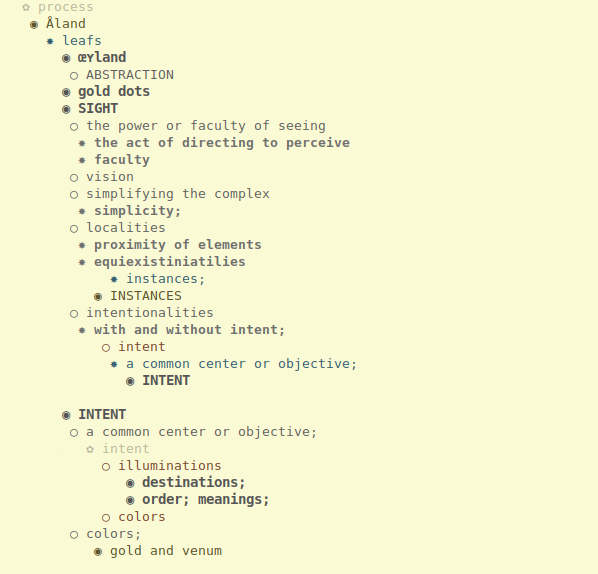 ✿ process
◉ Åland
✸ leafs
◉ œʏland
○ ABSTRACTION
◉ gold dots
◉ SIGHT
○ the power or faculty of seeing
✸ the act of directing to perceive
✸ faculty
○ vision
○ simplifying the complex
✸ simplicity;
○ localities
✸ proximity of elements
✸ equiexistiniatilies
✸ instances;
◉ INSTANCES
○ intentionalities
✸ with and without intent;
○ intent
✸ a common center or objective;
◉ INTENT
◉ INTENT
○ a common center or objective;
✿ intent
○ illuminations
◉ destinations;
◉ order; meanings;
○ colors
○ colors;
◉ gold and venum